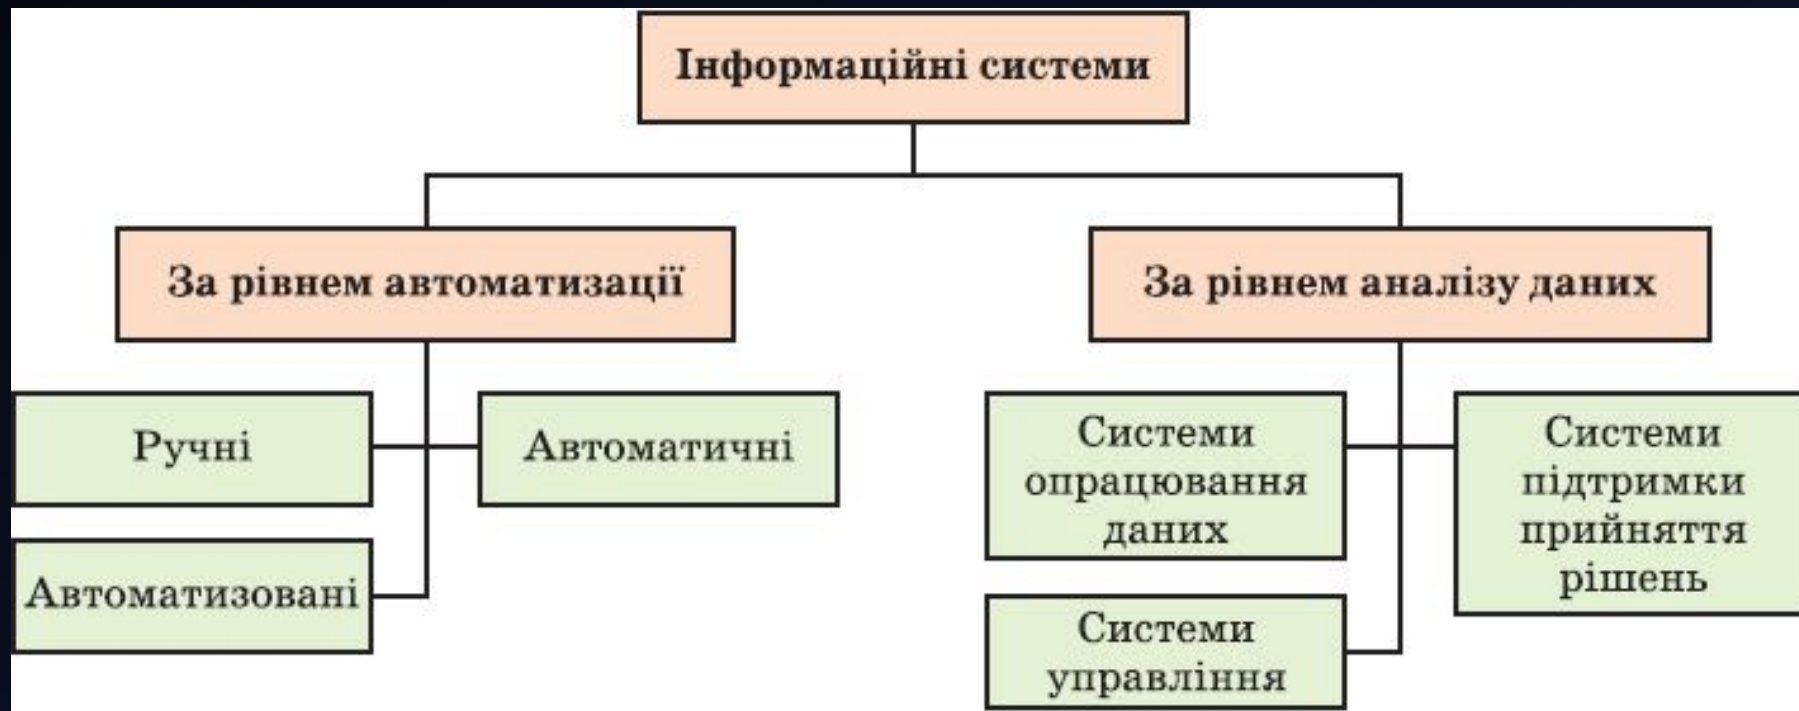 Інформаційні системи
За рівнем автоматизації
За рівнем аналізу даних
Ручні
Автоматичні
Автоматизовані
Системи
опрацювання
даних
Системи
підтримки
прийняття
рішень
Системи
управління